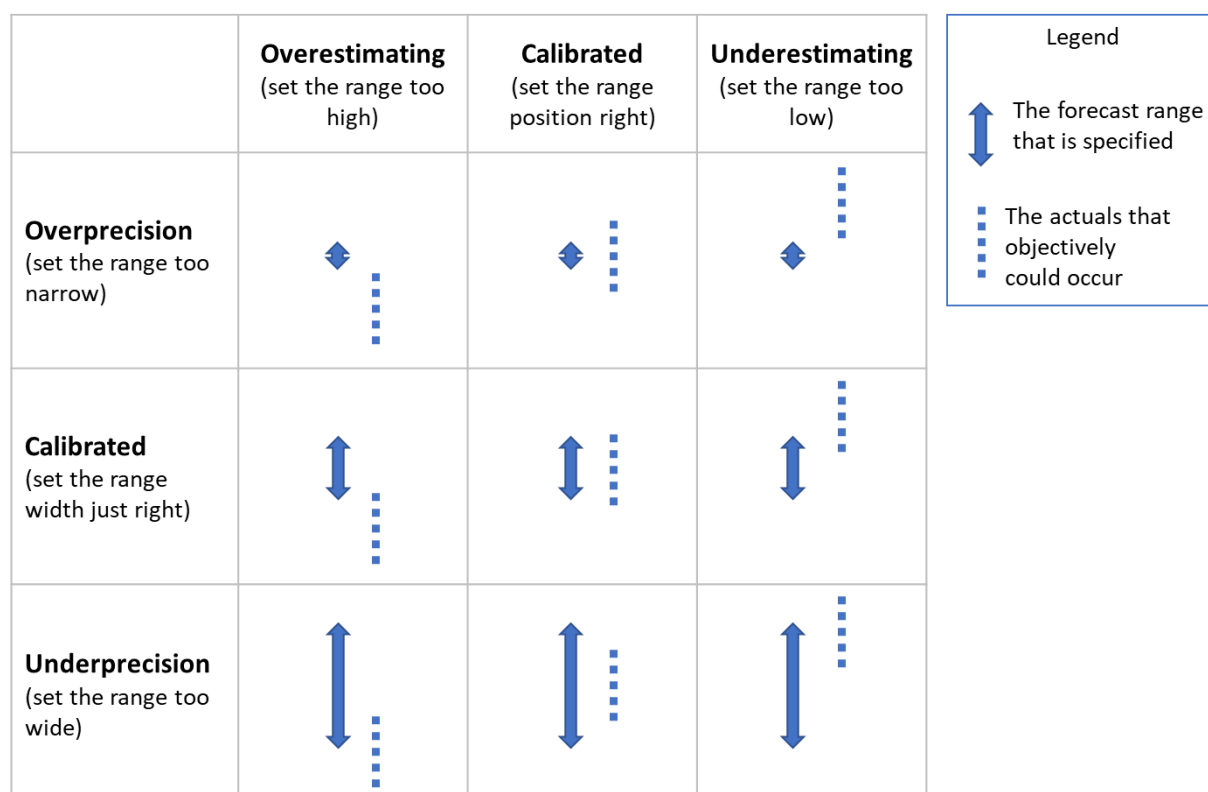 Overestimating
(set the range too
high)
Calibrated
(set the range
position right)
Underestimating
(set the range too
low)
Overprecision
(set the range too
narrow)
Calibrated
(set the range
width just right)
Underprecision
(set the range too
wide)
Legend
The forecast range
that is specified
The actuals that
objectively
could occur